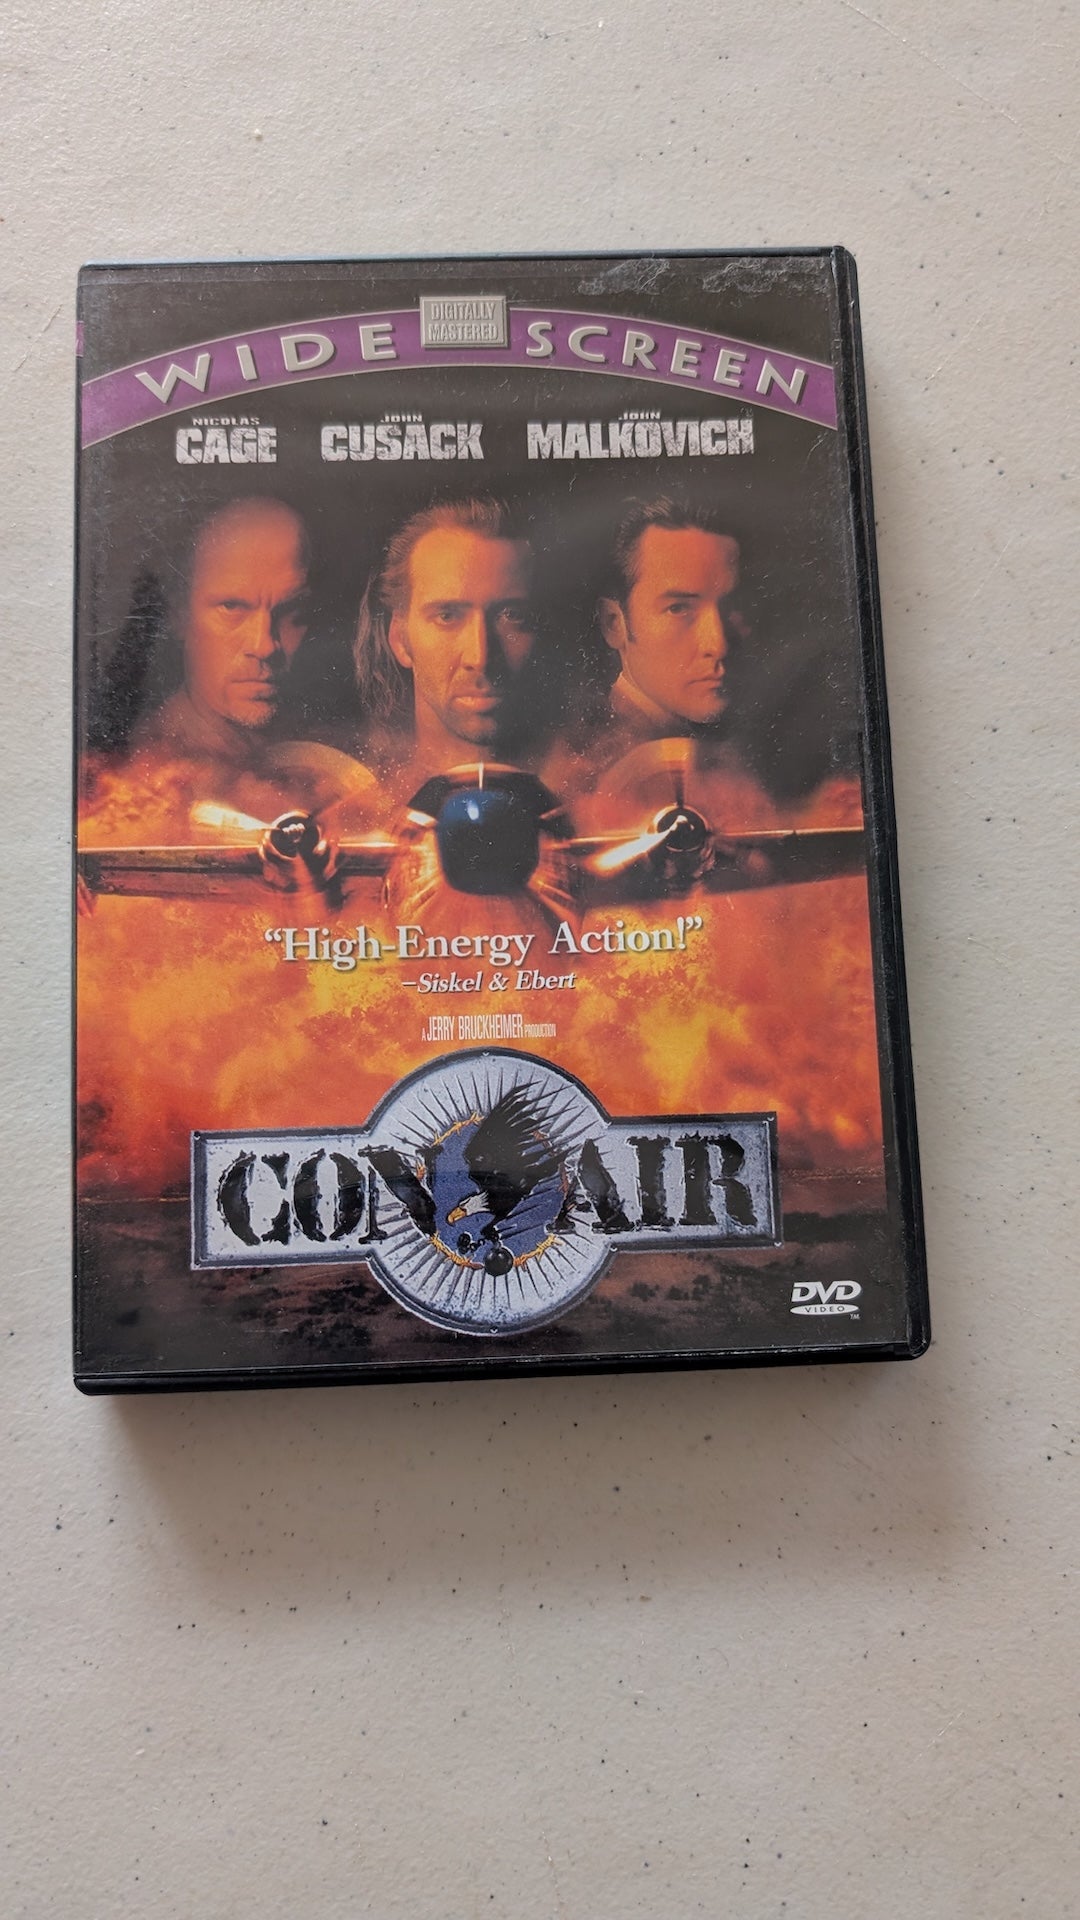 DIGITALLY
MASTERED
WIDE SCREEN
NICOLAS CAGE
JOHN CUSACK
JOHN MALKOVICH
“High-Energy Action!”
–Siskel & Ebert
A JERRY BRUCKHEIMER PRODUCTION
CON AIR
DVD
VIDEO
TM